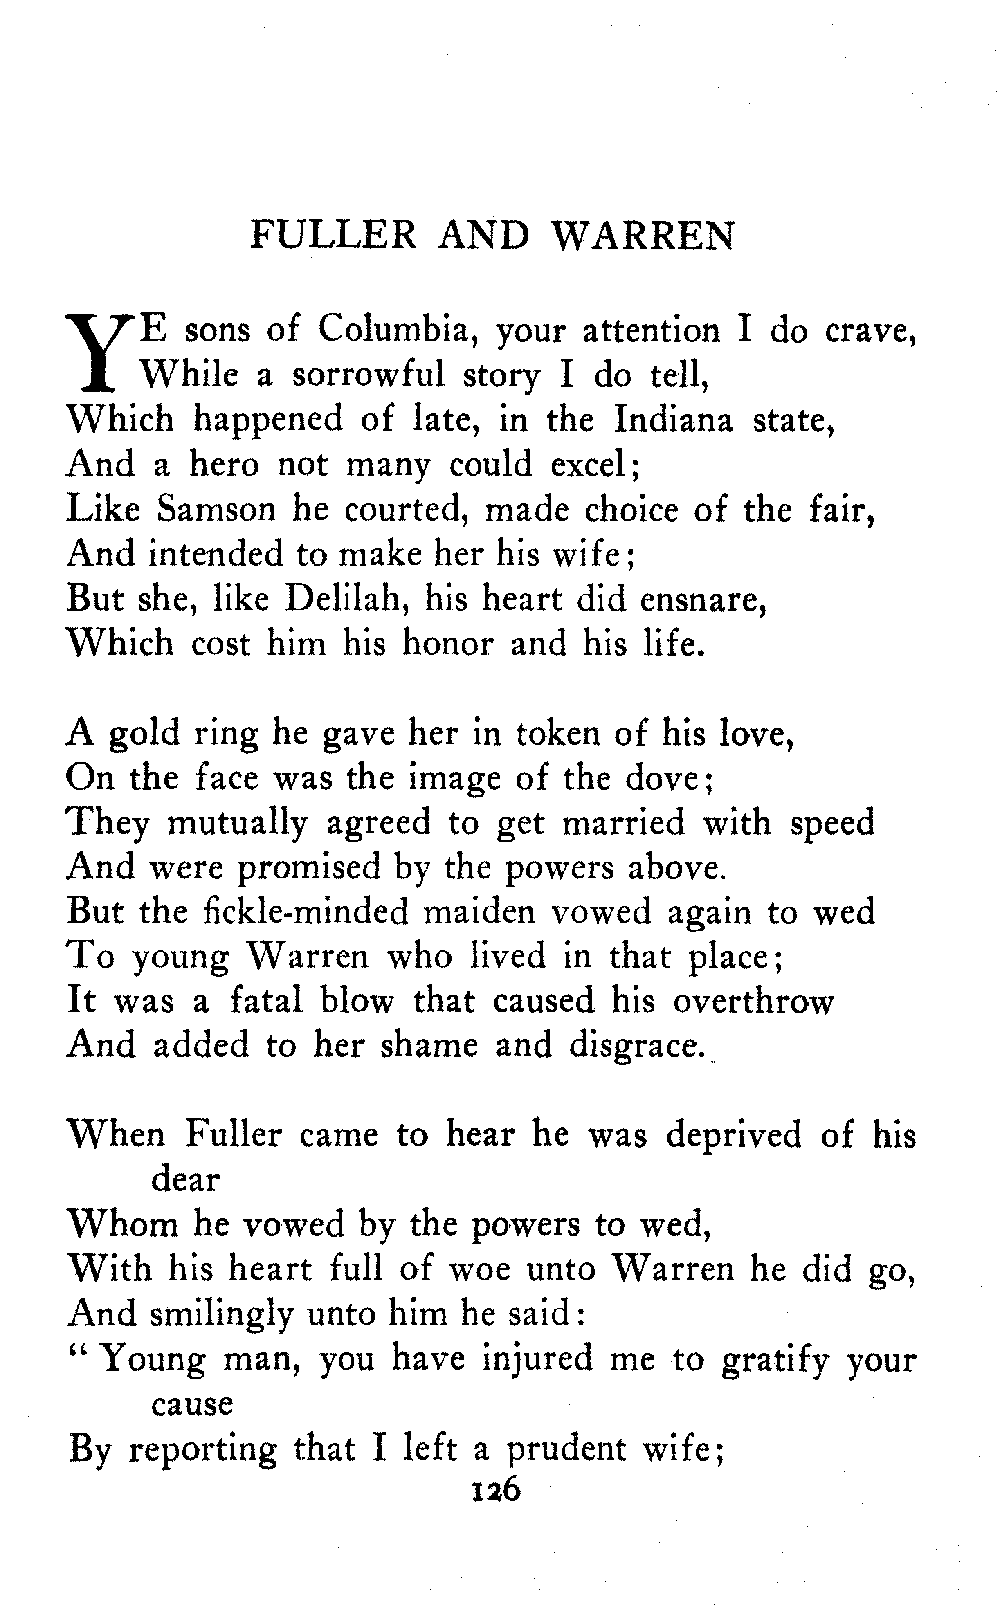 FULLER AND WARREN
YE sons of Columbia, your attention I do crave,
While a sorrowful story I do tell,
Which happened of late, in the Indiana state,
And a hero not many could excel;
Like Samson he courted, made choice of the fair,
And intended to make her his wife;
But she, like Delilah, his heart did ensnare,
Which cost him his honor and his life.
A gold ring he gave her in token of his love,
On the face was the image of the dove;
They mutually agreed to get married with speed
And were promised by the powers above.
But the fickle-minded maiden vowed again to wed
To young Warren who lived in that place;
It was a fatal blow that caused his overthrow
And added to her shame and disgrace.
When Fuller came to hear he was deprived of his
dear
Whom he vowed by the powers to wed,
With his heart full of woe unto Warren he did go,
And smilingly unto him he said:
“ Young man, you have injured me to gratify your
cause
By reporting that I left a prudent wife;
126